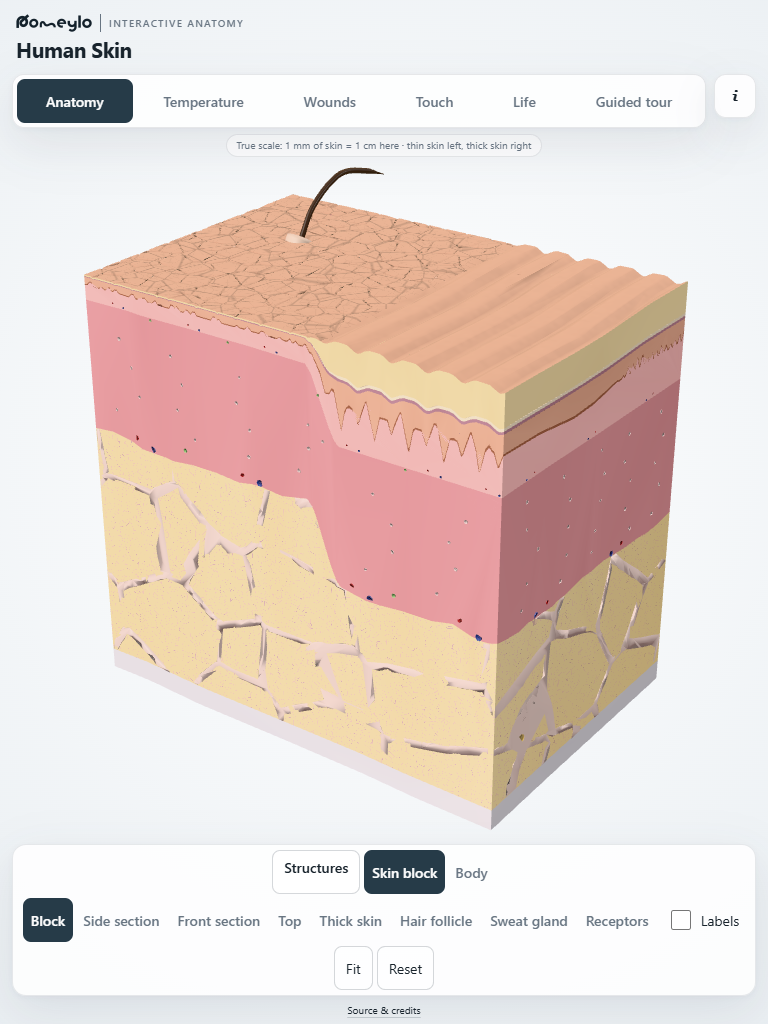 Domeylo | INTERACTIVE ANATOMY
Human Skin
Anatomy Temperature Wounds Touch Life Guided tour i
True scale: 1 mm of skin = 1 cm here · thin skin left, thick skin right
Structures Skin block Body
Block Side section Front section Top Thick skin Hair follicle Sweat gland Receptors Labels
Fit Reset
Source & credits